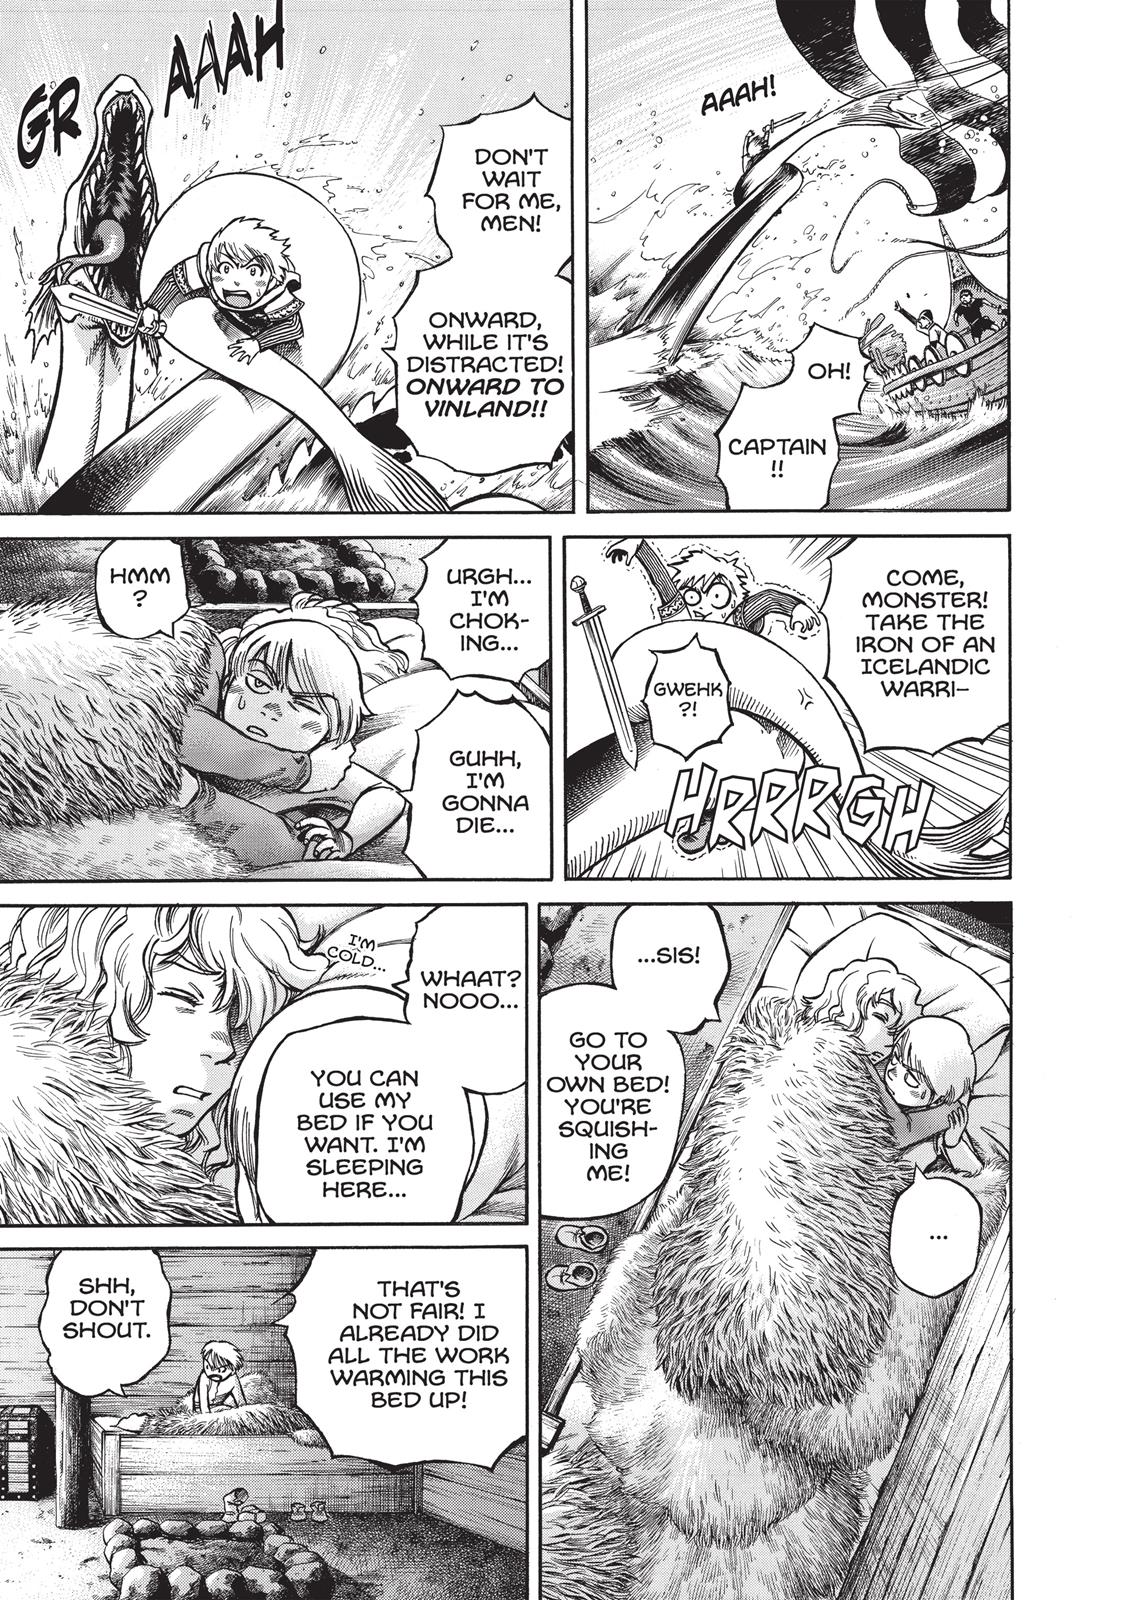 AAAH!
OH!
CAPTAIN
!!
DON'T
WAIT
FOR ME,
MEN!
ONWARD,
WHILE IT'S
DISTRACTED!
ONWARD TO
VINLAND!!
GR
AAAH
COME,
MONSTER!
TAKE THE
IRON OF AN
ICELANDIC
WARRI-
GWEHK
?!
HRRRGH
URGH...
I'M
CHOK-
ING...
GUHH,
I'M
GONNA
DIE...
HMM
?
...SIS!
GO TO
YOUR
OWN BED!
YOU'RE
SQUISH-
ING
ME!
...
WHAAT?
NOOO...
I'M
COLD...
YOU CAN
USE MY
BED IF YOU
WANT. I'M
SLEEPING
HERE...
THAT'S
NOT FAIR! I
ALREADY DID
ALL THE WORK
WARMING THIS
BED UP!
SHH,
DON'T
SHOUT.